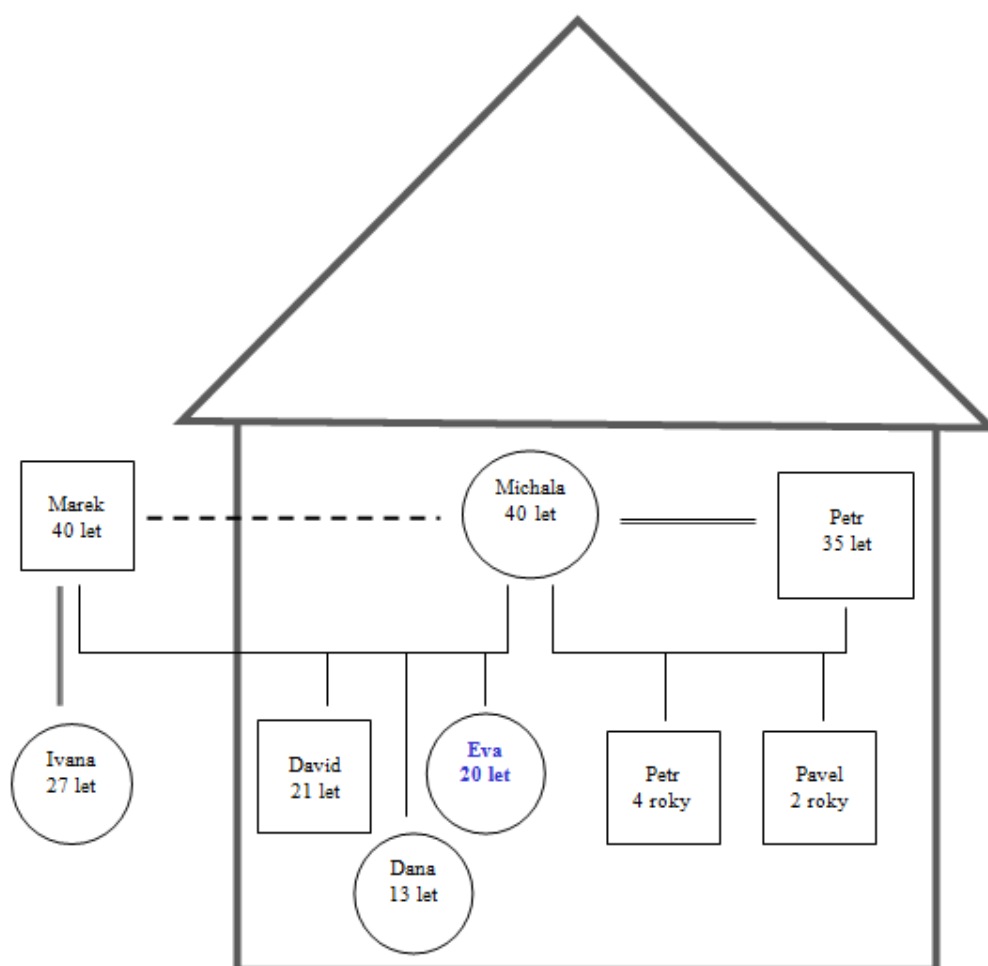 Marek
40 let
Michala
40 let
Petr
35 let
Ivana
27 let
David
21 let
Dana
13 let
Eva
20 let
Petr
4 roky
Pavel
2 roky